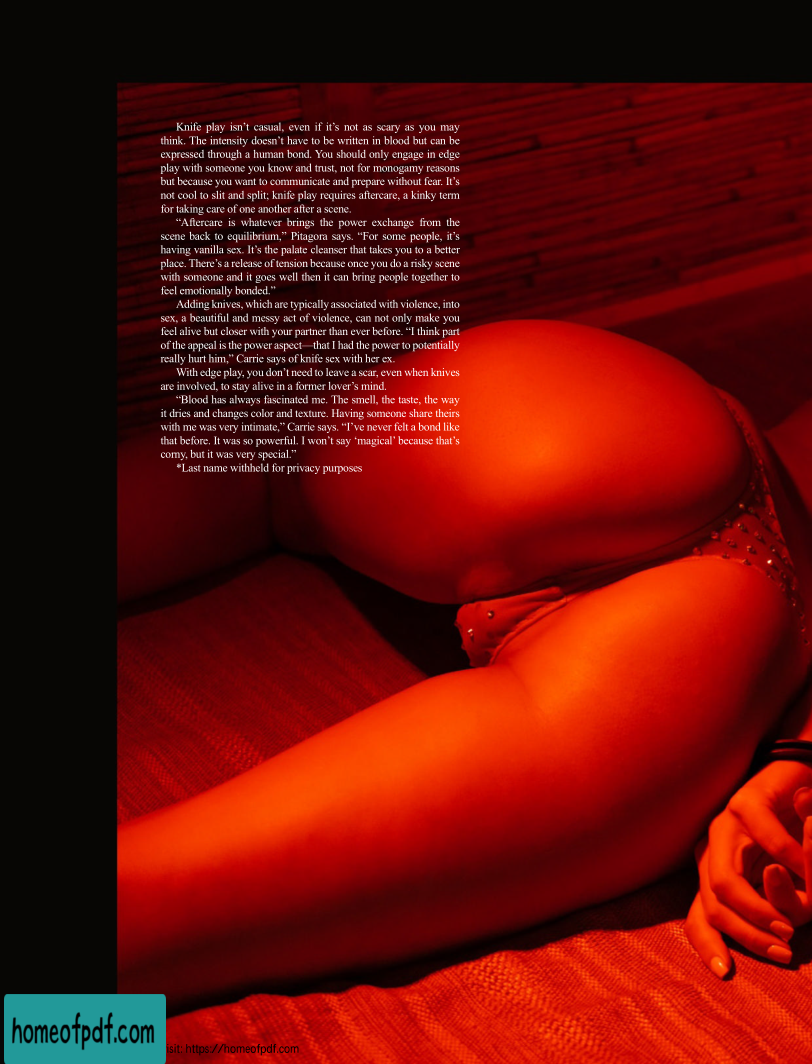 Knife play isn’t casual, even if it’s not as scary as you may
think. The intensity doesn’t have to be written in blood but can be
expressed through a human bond. You should only engage in edge
play with someone you know and trust, not for monogamy reasons
but because you want to communicate and prepare without fear. It’s
not cool to slit and split; knife play requires aftercare, a kinky term
for taking care of one another after a scene.
“Aftercare is whatever brings the power exchange from the
scene back to equilibrium,” Pitagora says. “For some people, it’s
having vanilla sex. It’s the palate cleanser that takes you to a better
place. There’s a release of tension because once you do a risky scene
with someone and it goes well then it can bring people together to
feel emotionally bonded.”
Adding knives, which are typically associated with violence, into
sex, a beautiful and messy act of violence, can not only make you
feel alive but closer with your partner than ever before. “I think part
of the appeal is the power aspect—that I had the power to potentially
really hurt him,” Carrie says of knife sex with her ex.
With edge play, you don’t need to leave a scar, even when knives
are involved, to stay alive in a former lover’s mind.
“Blood has always fascinated me. The smell, the taste, the way
it dries and changes color and texture. Having someone share theirs
with me was very intimate,” Carrie says. “I’ve never felt a bond like
that before. It was so powerful. I won’t say ‘magical’ because that’s
corny, but it was very special.”
*Last name withheld for privacy purposes
homeofpdf.com
sit: https://homeofpdf.com